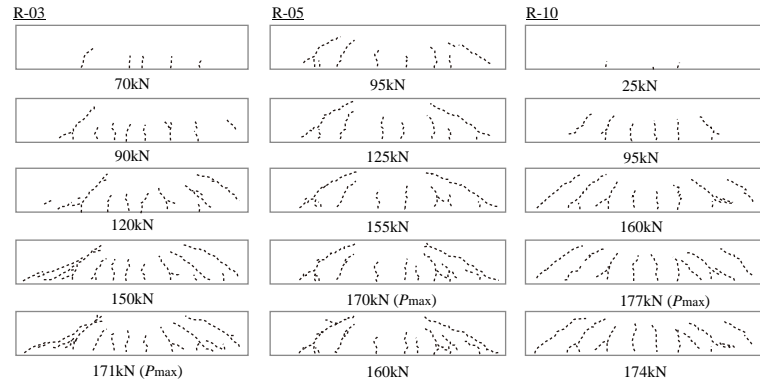 R-03 R-05 R-10
70kN 95kN 25kN
90kN 125kN 95kN
120kN 155kN 160kN
150kN 170kN (Pmax) 177kN (Pmax)
171kN (Pmax) 160kN 174kN